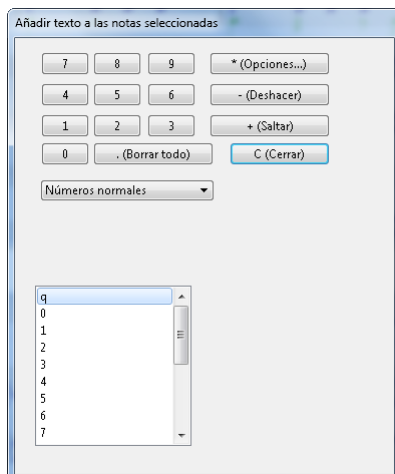 Añadir texto a las notas seleccionadas
7 8 9 * (Opciones...)
4 5 6 - (Deshacer)
1 2 3 + (Saltar)
0 . (Borrar todo) C (Cerrar)
Números normales
q
0
1
2
3
4
5
6
7